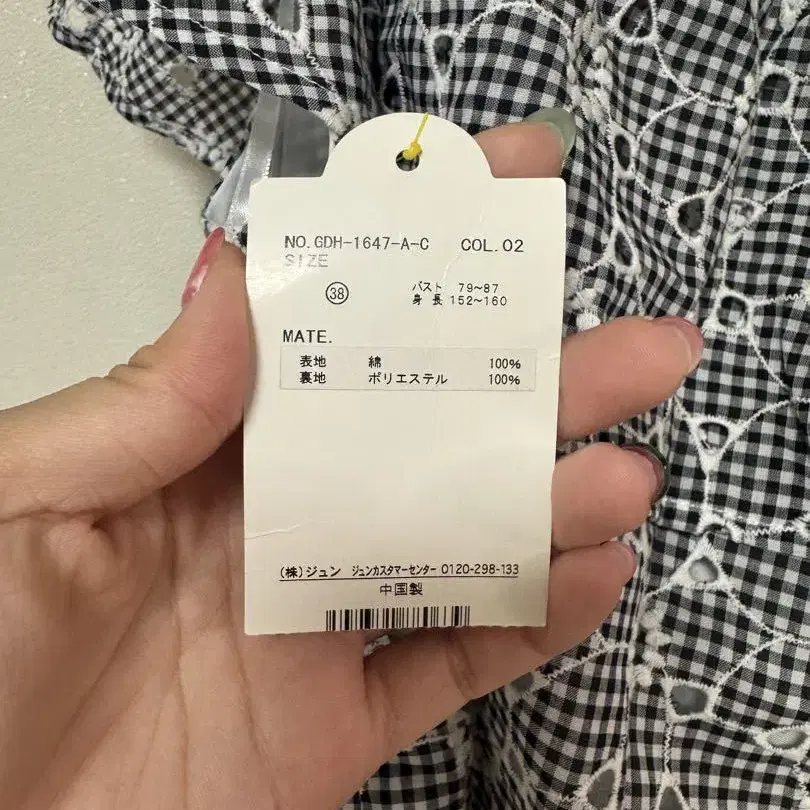 NO.GDH-1647-A-C COL.02
SIZE
38 バスト 79~87
身長 152~160
MATE.
表地 綿 100%
裏地 ポリエステル 100%
(株)ジュン ジュンカスタマーセンター 0120-298-133
中国製